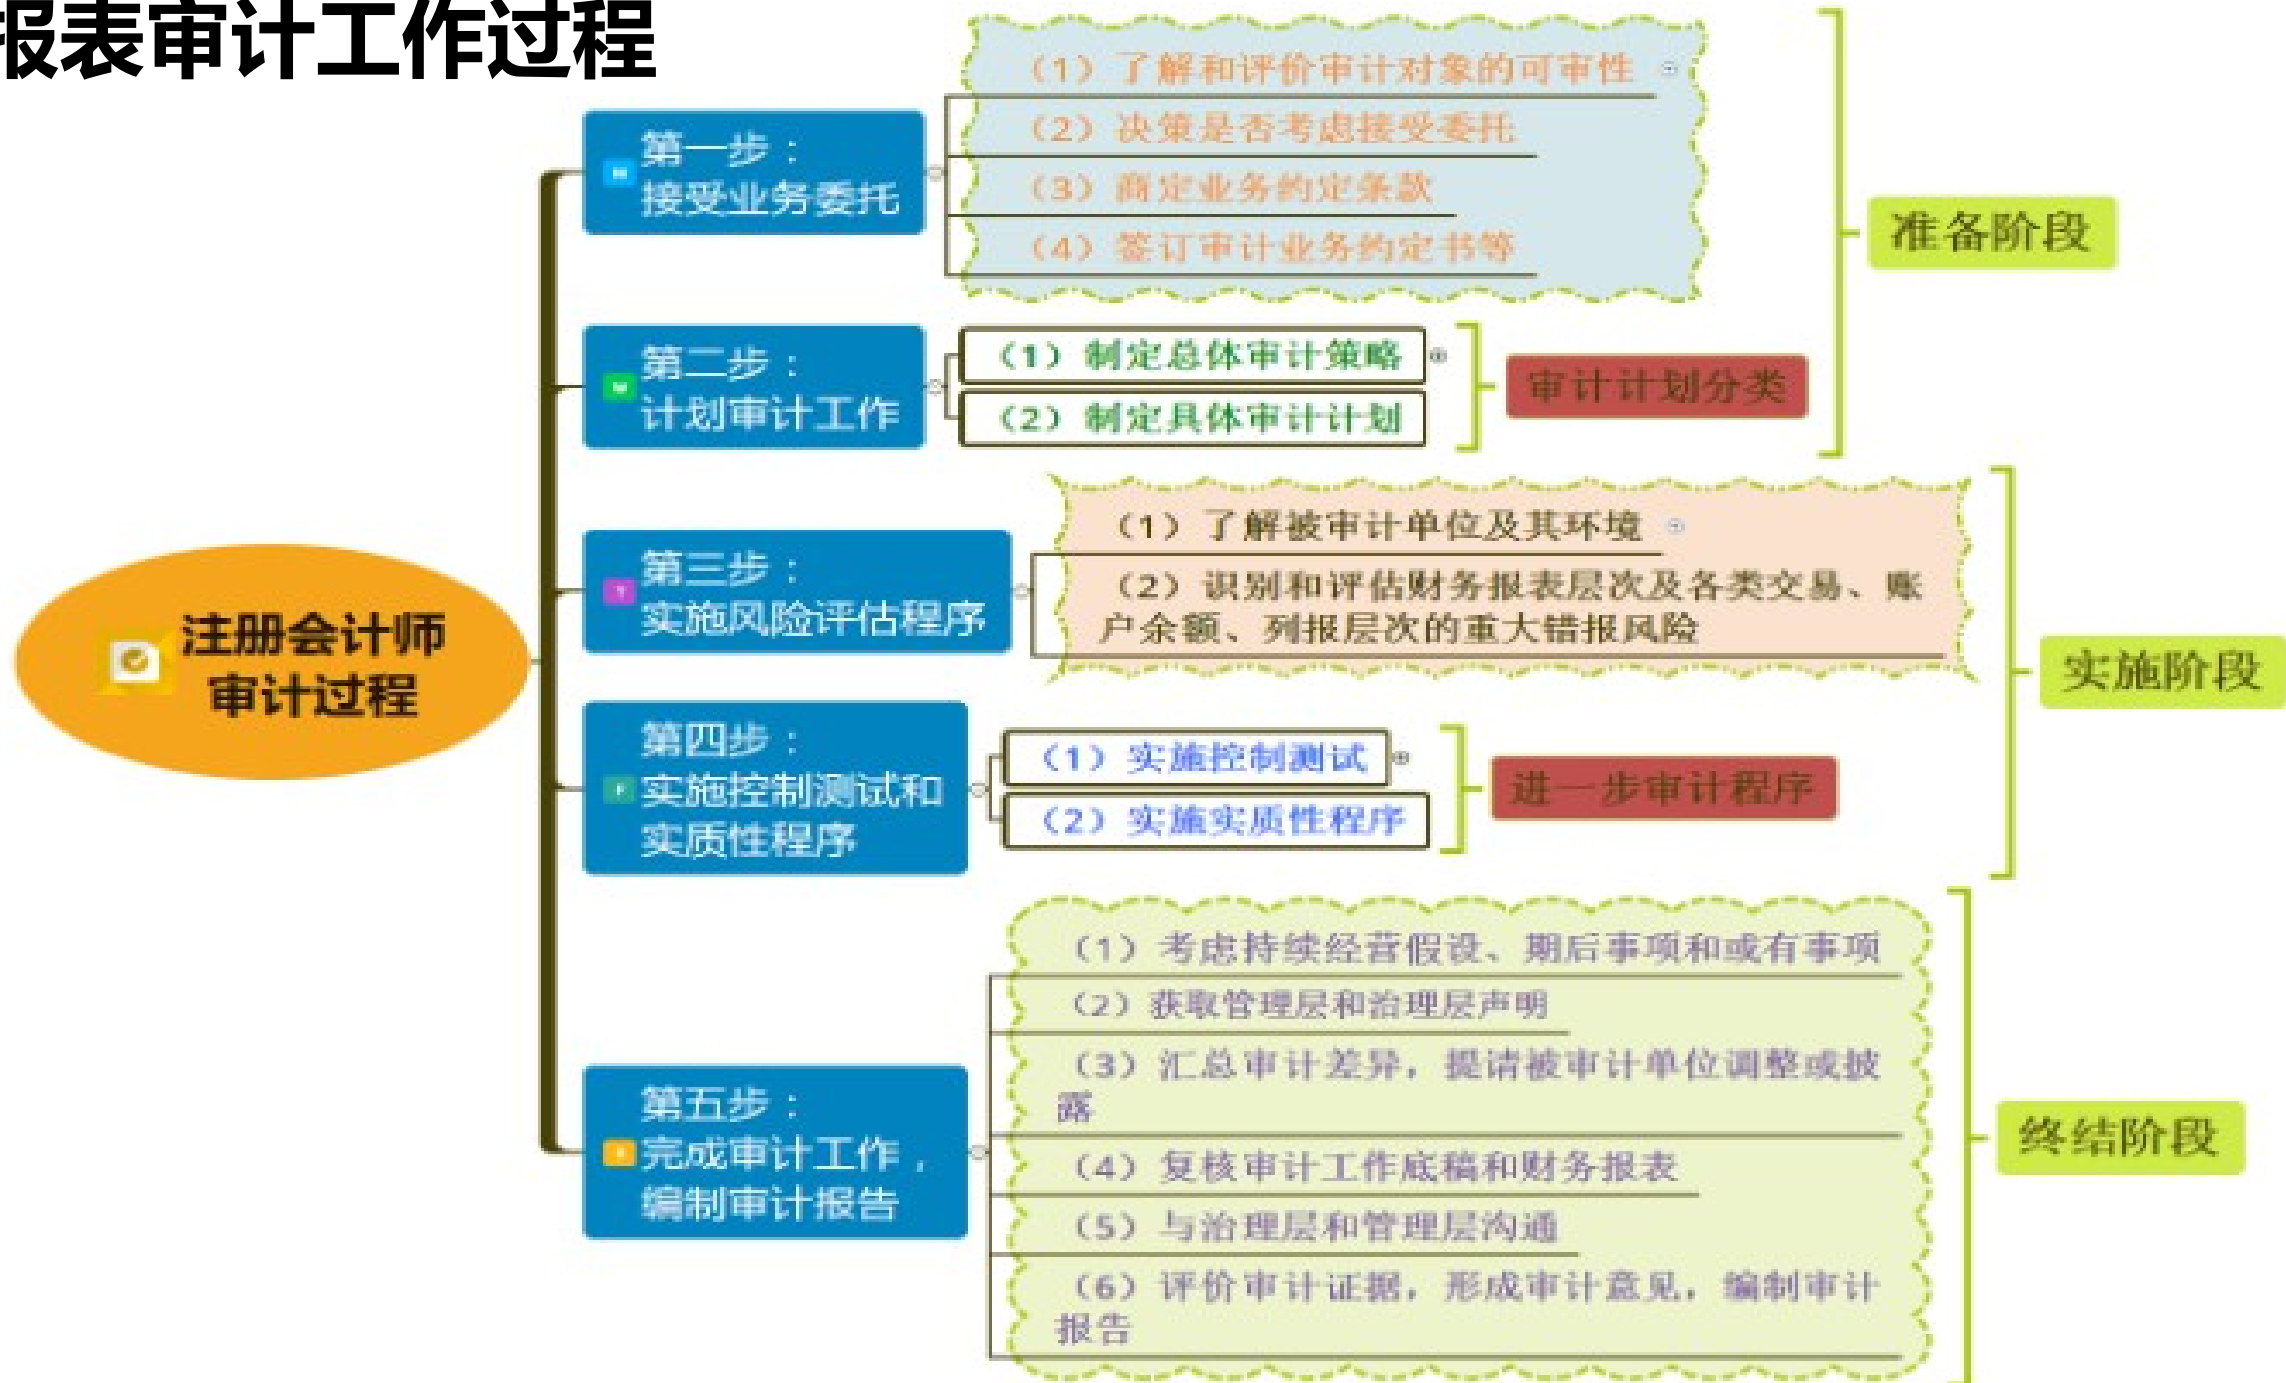 报表审计工作过程
注册会计师
审计过程
第一步：
接受业务委托
（1）了解和评价审计对象的可审性
（2）决策是否考虑接受委托
（3）商定业务约定条款
（4）签订审计业务约定书等
第二步：
计划审计工作
（1）制定总体审计策略
（2）制定具体审计计划
审计计划分类
准备阶段
第三步：
实施风险评估程序
（1）了解被审计单位及其环境
（2）识别和评估财务报表层次及各类交易、账
户余额、列报层次的重大错报风险
第四步：
实施控制测试和
实质性程序
（1）实施控制测试
（2）实施实质性程序
进一步审计程序
实施阶段
第五步：
完成审计工作，
编制审计报告
（1）考虑持续经营假设、期后事项和或有事项
（2）获取管理层和治理层声明
（3）汇总审计差异，提请被审计单位调整或披
露
（4）复核审计工作底稿和财务报表
（5）与治理层和管理层沟通
（6）评价审计证据，形成审计意见，编制审计
报告
终结阶段